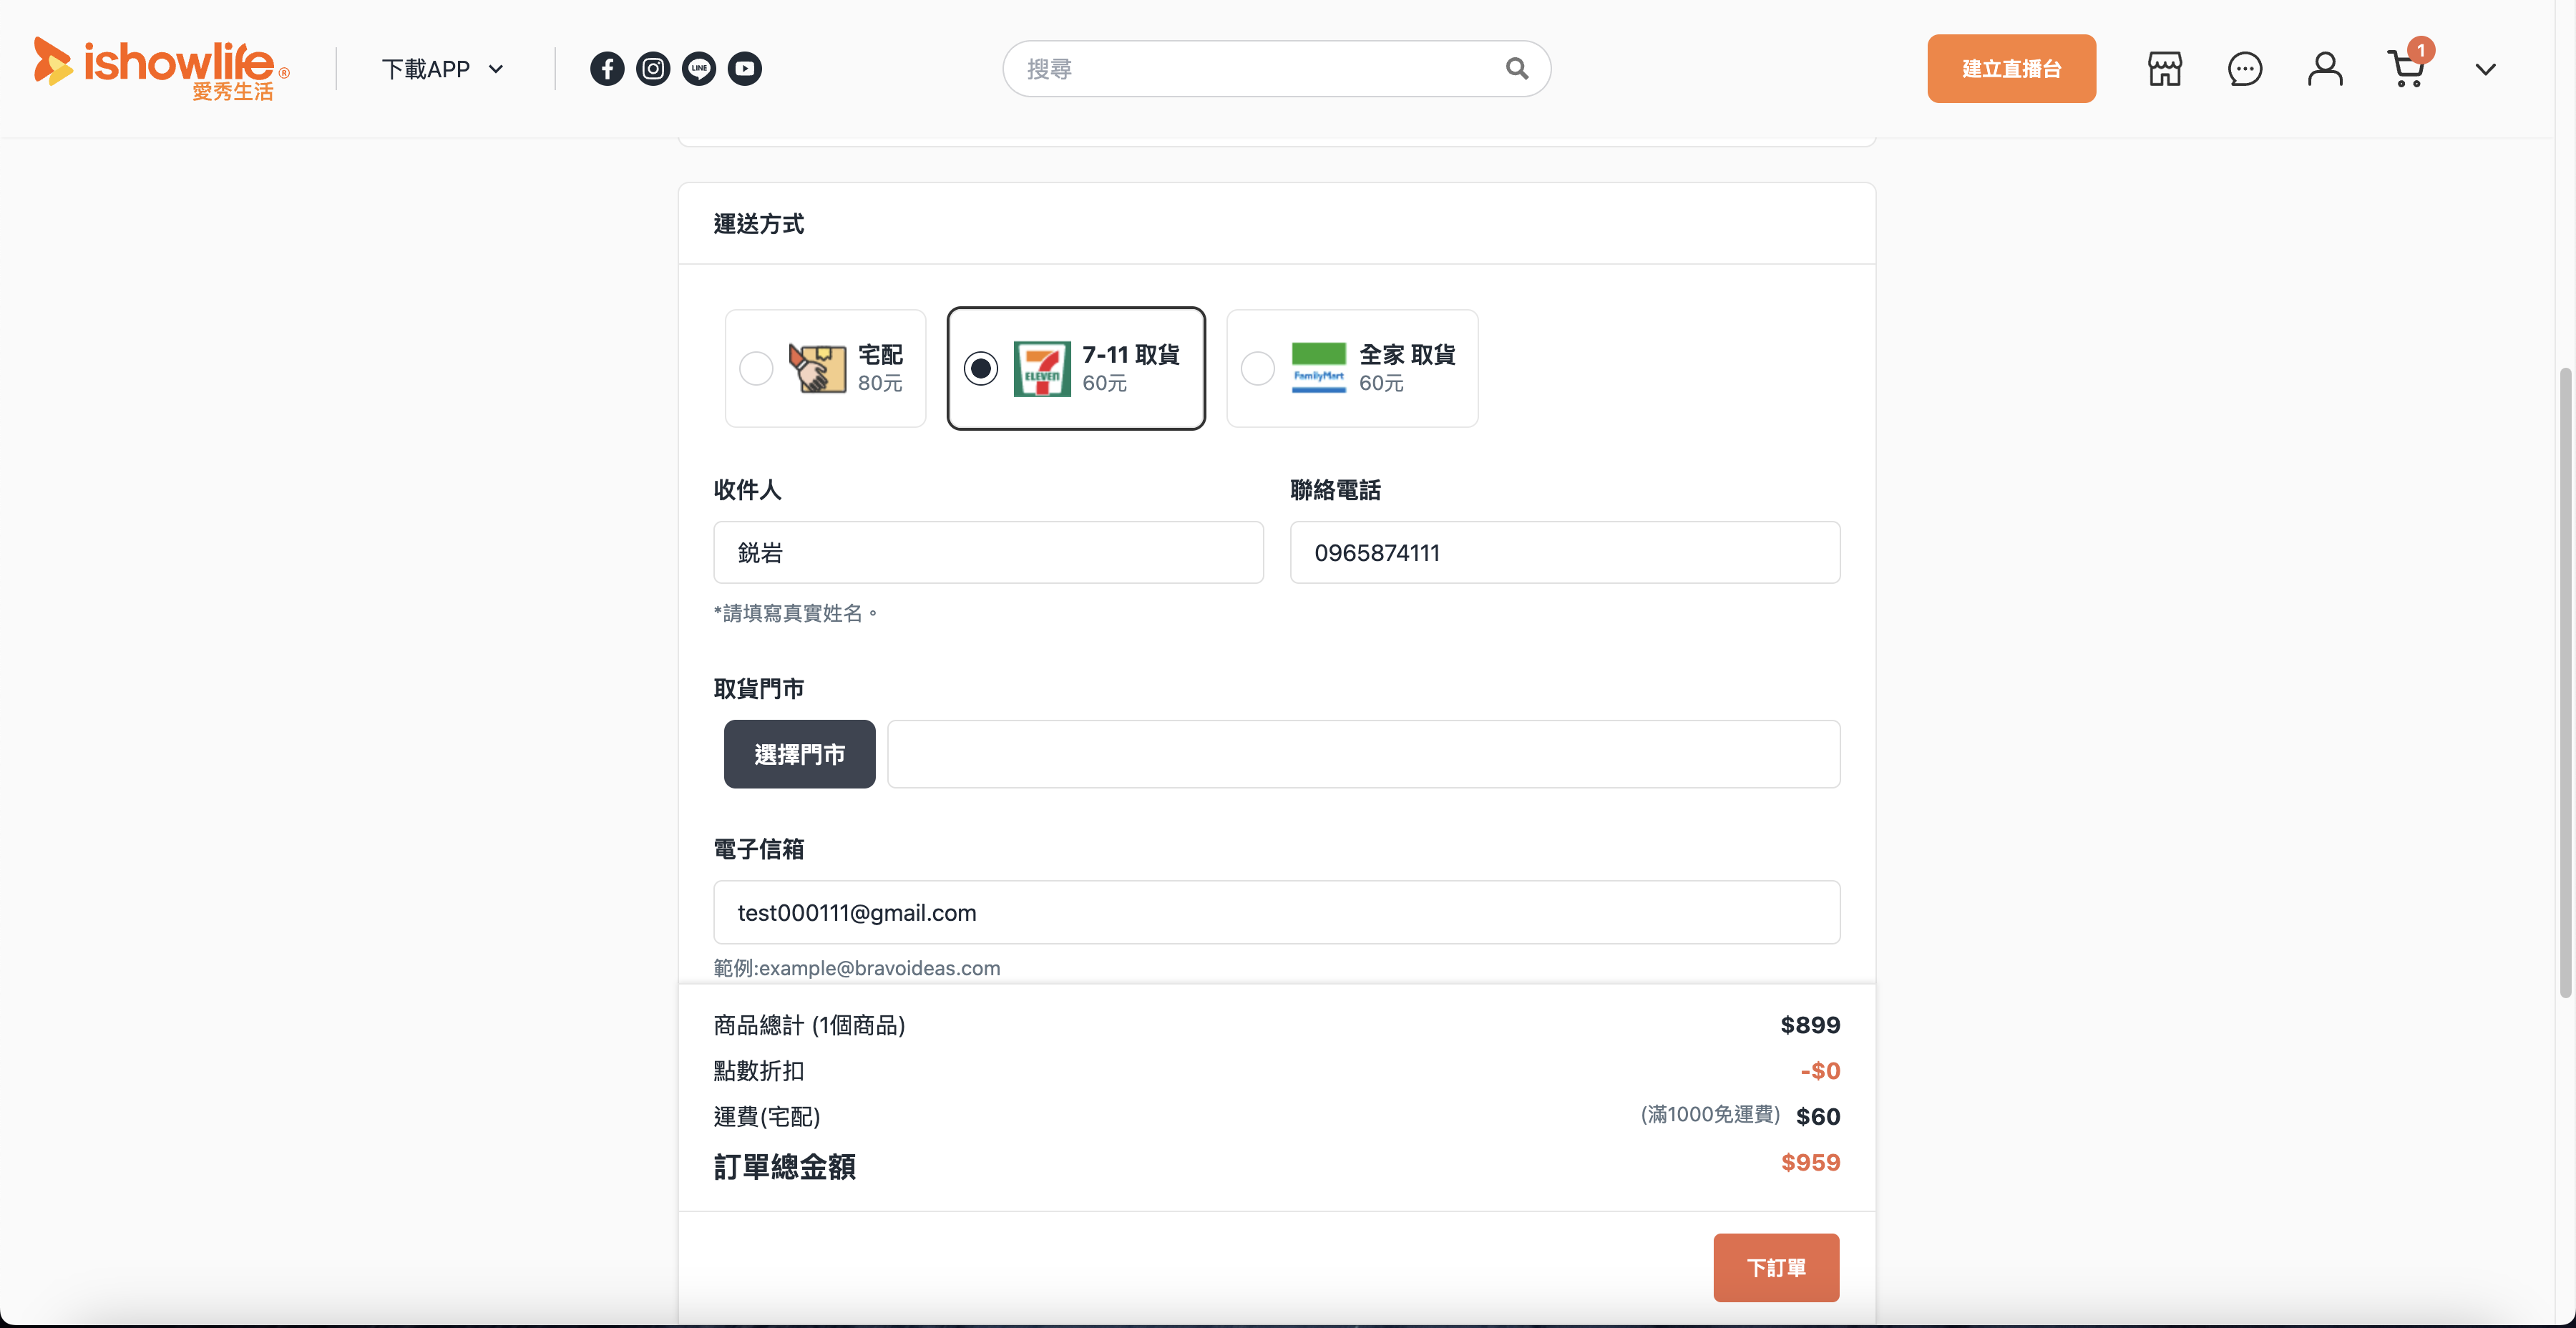 ishowlife®
愛秀生活
下載APP
LINE
搜尋
建立直播台
1
運送方式
宅配
80元
7
ELEVEN
7-11 取貨
60元
FamilyMart
全家 取貨
60元
收件人
聯絡電話
鋭岩
0965874111
*請填寫真實姓名。
取貨門市
選擇門市
電子信箱
test000111@gmail.com
範例:example@bravoideas.com
商品總計 (1個商品)
$899
點數折扣
-$0
運費(宅配)
(滿1000免運費) $60
訂單總金額
$959
下訂單